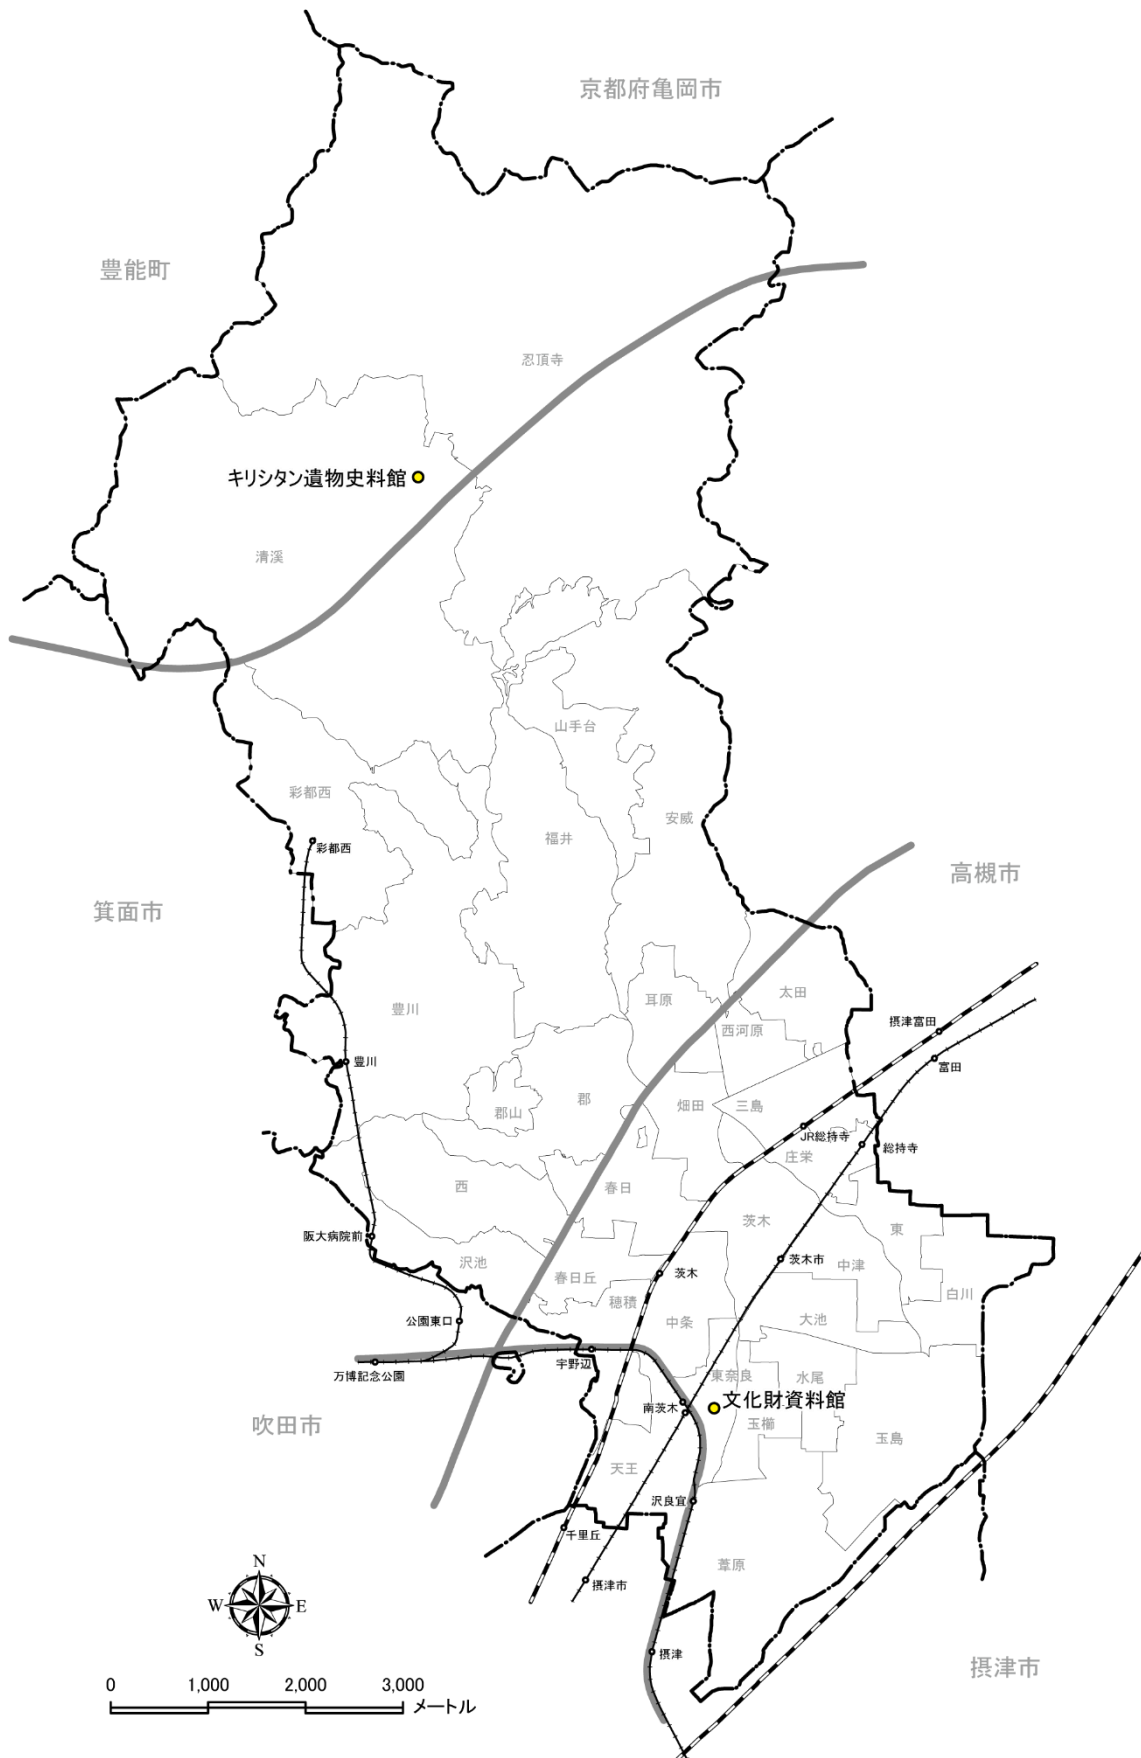 京都府亀岡市
豊能町
忍頂寺
キリシタン遺物史料館
清溪
山手台
彩都西
安威
福井
彩都西
高槻市
箕面市
太田
耳原
豊川
西河原
摂津富田
豊川
富田
郡
畑田
三島
郡山
JR総持寺
総持寺
庄栄
西
春日
茨木
東
阪大病院前
沢池
茨木市
中津
春日丘
茨木
白川
穂積
公園東口
中条
大池
宇野辺
万博記念公園
東奈良
水尾
南茨木
文化財資料館
吹田市
玉櫛
玉島
天王
沢良宜
千里丘
葦原
摂津市
N
W
E
S
摂津
摂津市
0
1,000
2,000
3,000
メートル